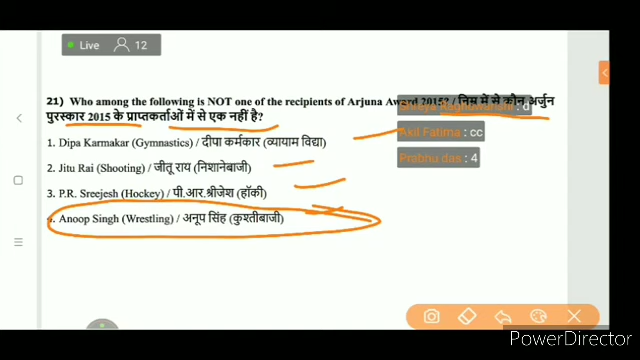 Live 12
21) Who among the following is NOT one of the recipients of Arjuna Award 2015? / निम्न में से कौन अर्जुन
पुरस्कार 2015 के प्राप्तकर्ताओं में से एक नहीं है?
1. Dipa Karmakar (Gymnastics) / दीपा कर्मकार (व्यायाम विद्या)
2. Jitu Rai (Shooting) / जीतू राय (निशानेबाजी)
3. P.R. Sreejesh (Hockey) / पी.आर.श्रीजेश (हॉकी)
Anoop Singh (Wrestling) / अनूप सिंह (कुश्तीबाजी)
: d
Akil Fatima : cc
Prabhu das : 4
PowerDirector